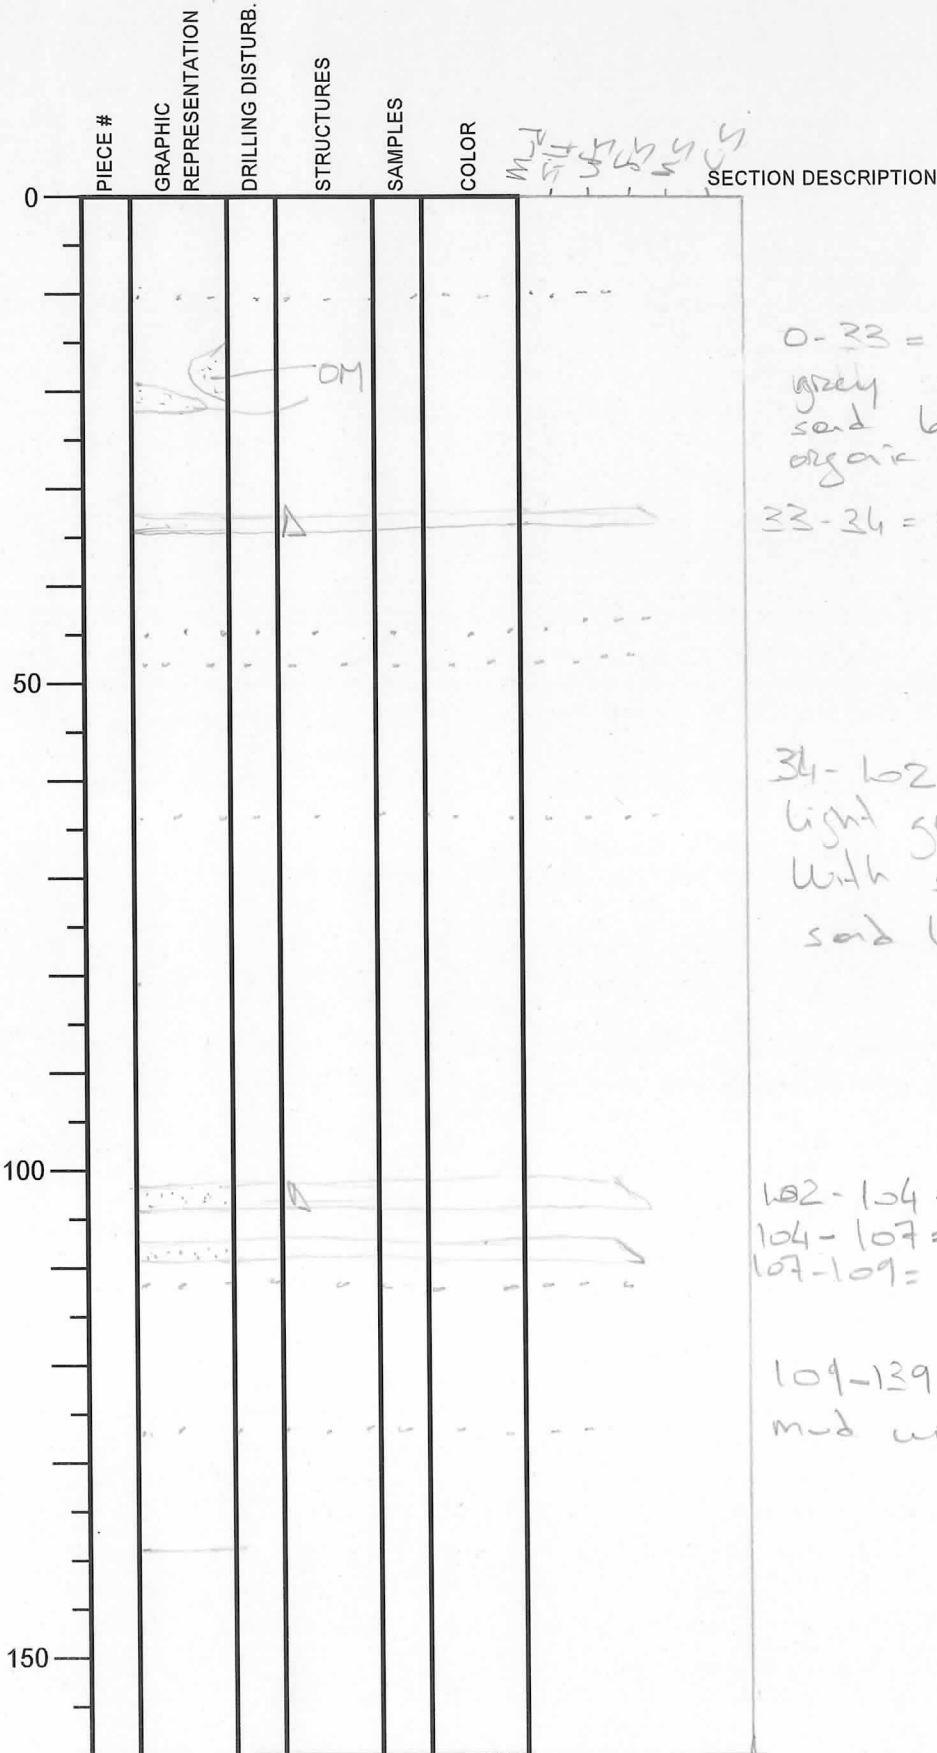 PIECE #
GRAPHIC REPRESENTATION
DRILLING DISTURB.
STRUCTURES
SAMPLES
COLOR
Mud
SECTION DESCRIPTION
0
OM
0-33 =
grey
sand
organic
33-34 =
50
34-102
light
With
sand
100
102-104
104-107=
107-109=
109-139
mud
150